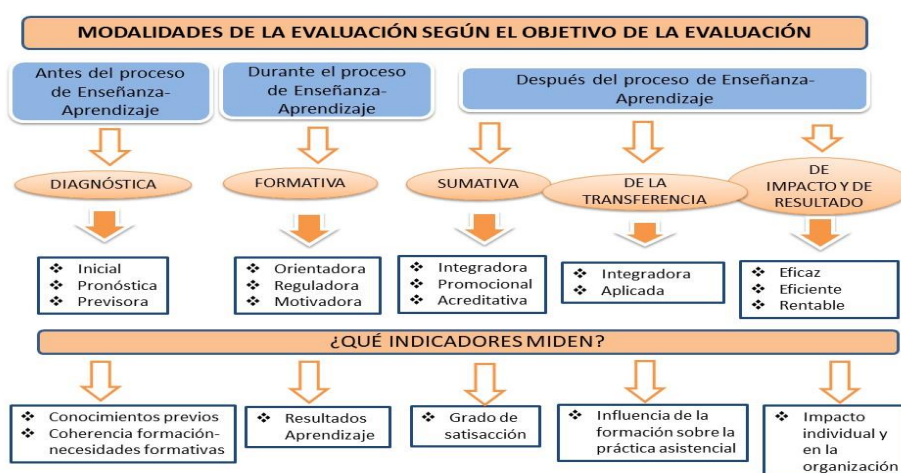 MODALIDADES DE LA EVALUACIÓN SEGÚN EL OBJETIVO DE LA EVALUACIÓN
Antes del proceso
de Enseñanza-
Aprendizaje
Durante el proceso
de Enseñanza-
Aprendizaje
Después del proceso de Enseñanza-
Aprendizaje
DIAGNÓSTICA
FORMATIVA
SUMATIVA
DE LA
TRANSFERENCIA
DE
IMPACTO Y DE
RESULTADO
❖ Inicial
❖ Pronóstica
❖ Previsora
❖ Orientadora
❖ Reguladora
❖ Motivadora
❖ Integradora
❖ Promocional
❖ Acreditativa
❖ Integradora
❖ Aplicada
❖ Eficaz
❖ Eficiente
❖ Rentable
¿QUÉ INDICADORES MIDEN?
❖ Conocimientos previos
❖ Coherencia formación-
necesidades formativas
❖ Resultados
Aprendizaje
❖ Grado de
satisacción
❖ Influencia de la
formación sobre la
práctica asistencial
❖ Impacto
individual y
en la
organización